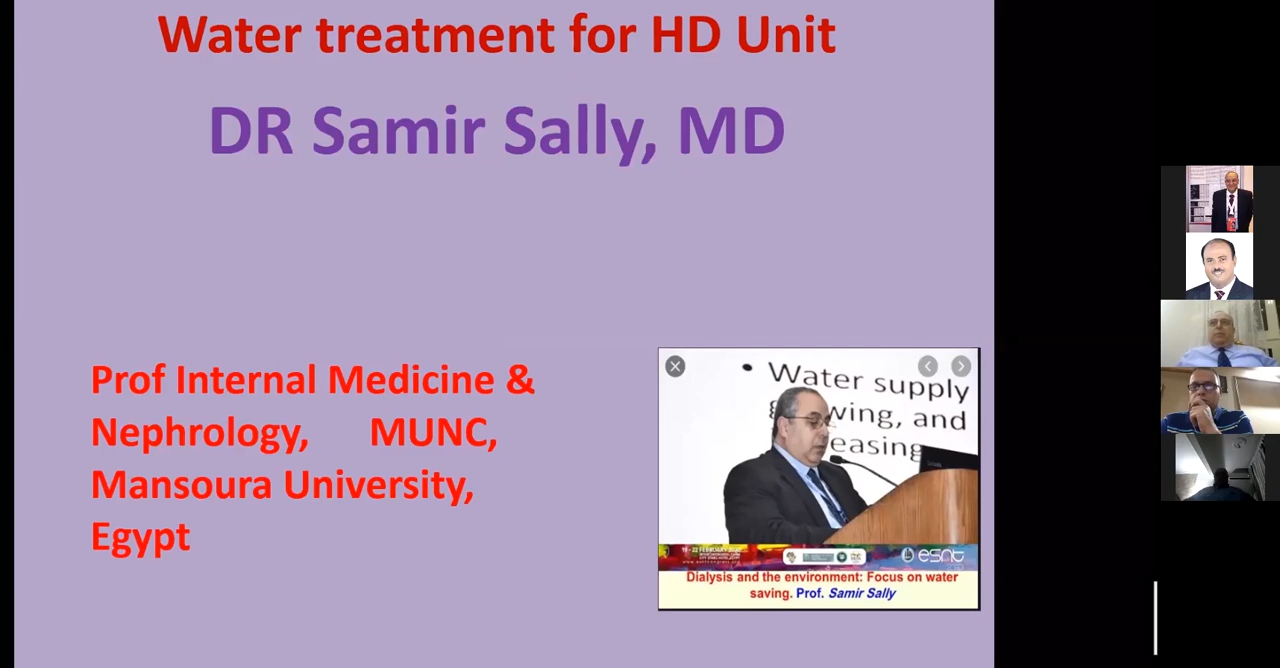 Water treatment for HD Unit
DR Samir Sally, MD
Prof Internal Medicine &
Nephrology, MUNC,
Mansoura University,
Egypt
• Water supply
wing, and
easing
esnt
Dialysis and the environment: Focus on water
saving. Prof. Samir Sally